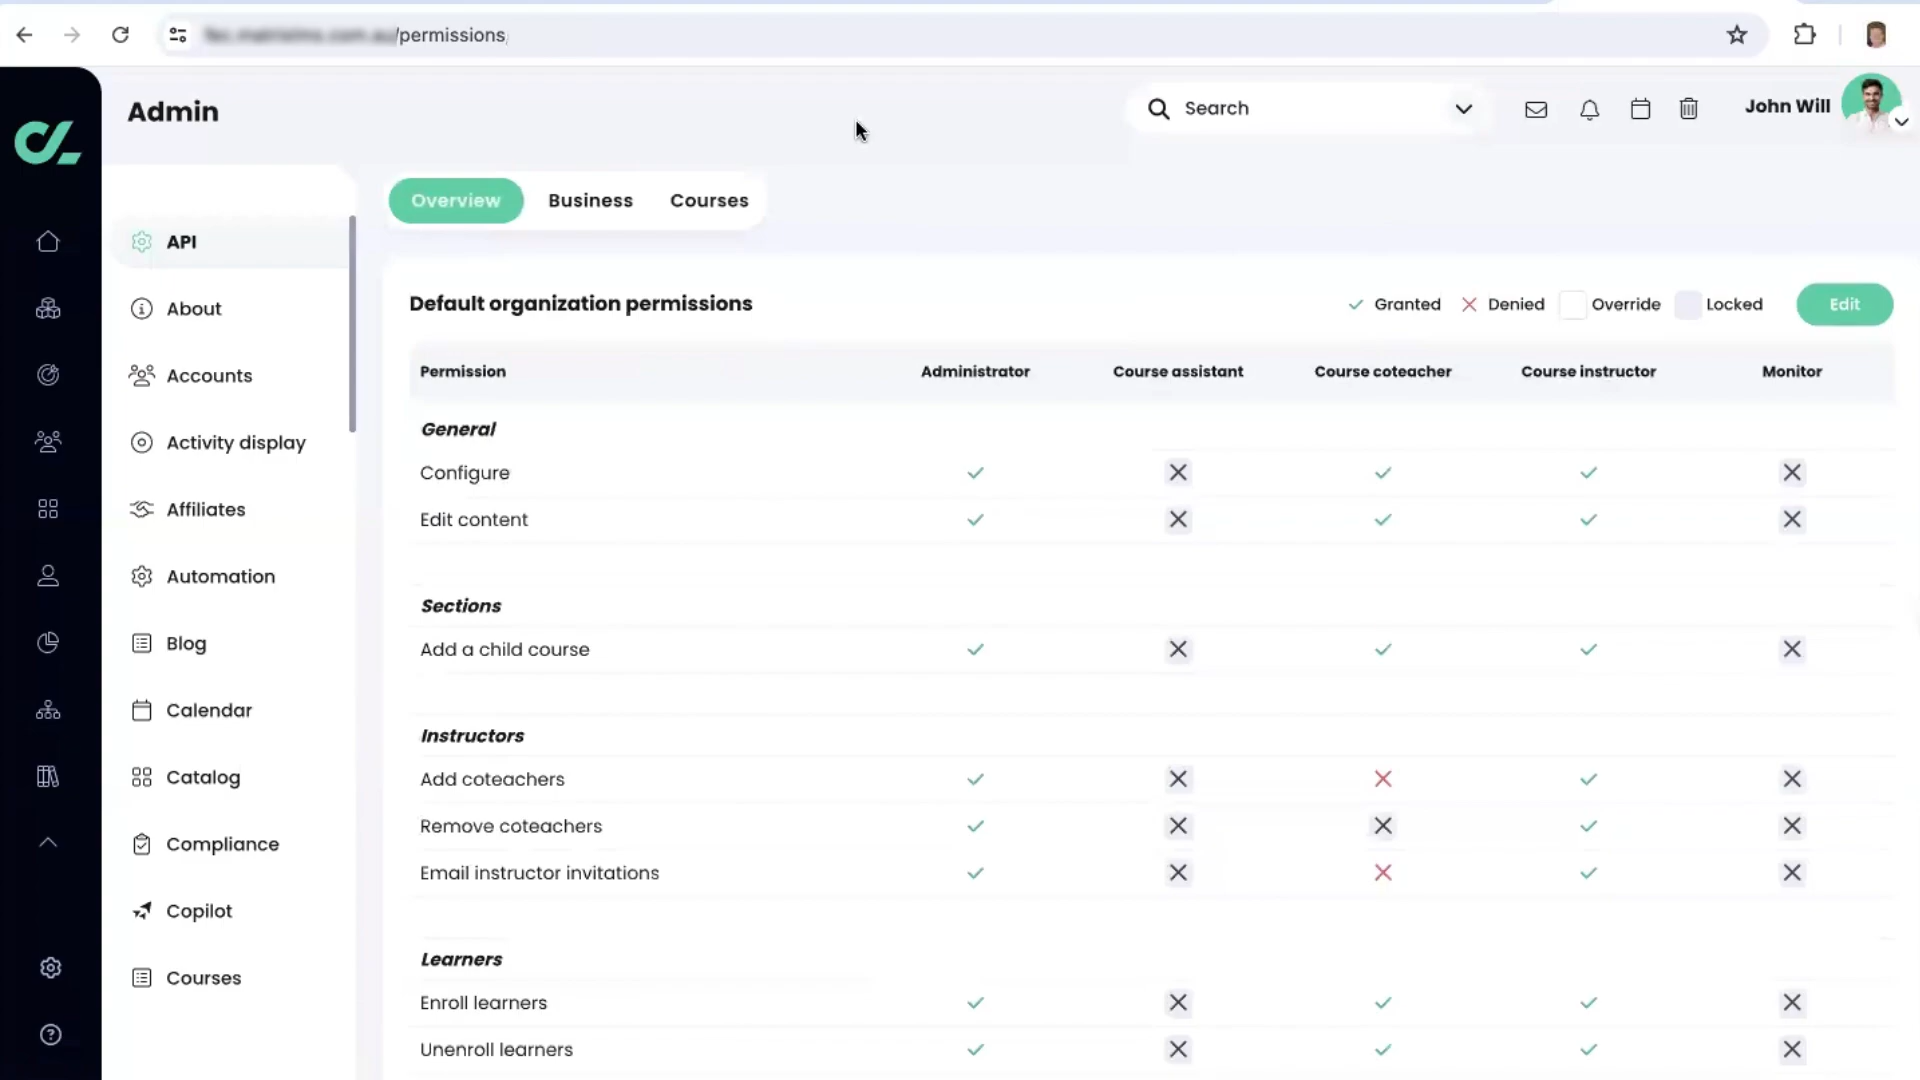 /permissions
Admin
Search
John Will
Overview Business Courses
API
About
Accounts
Activity display
Affiliates
Automation
Blog
Calendar
Catalog
Compliance
Copilot
Courses
Default organization permissions
Granted Denied Override Locked Edit
Permission Administrator Course assistant Course coteacher Course instructor Monitor
General
Configure
Edit content
Sections
Add a child course
Instructors
Add coteachers
Remove coteachers
Email instructor invitations
Learners
Enroll learners
Unenroll learners